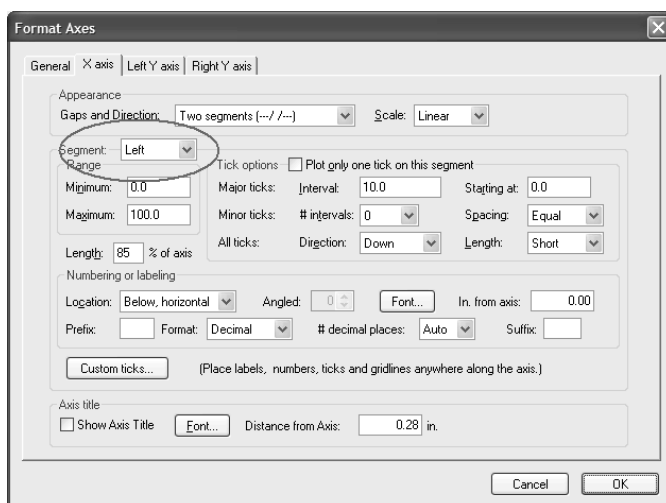 Format Axes
General X axis Left Y axis Right Y axis
Appearance
Gaps and Direction: Two segments (---/ /---) Scale: Linear
Segment: Left
Range
Minimum: 0.0
Maximum: 100.0
Length: 85 % of axis
Tick options Plot only one tick on this segment
Major ticks: Interval: 10.0 Starting at: 0.0
Minor ticks: # intervals: 0 Spacing: Equal
All ticks: Direction: Down Length: Short
Numbering or labeling
Location: Below, horizontal Angled: 0 Font... In. from axis: 0.00
Prefix: Format: Decimal # decimal places: Auto Suffix:
Custom ticks... (Place labels, numbers, ticks and gridlines anywhere along the axis.)
Axis title
Show Axis Title Font... Distance from Axis: 0.28 in.
Cancel OK